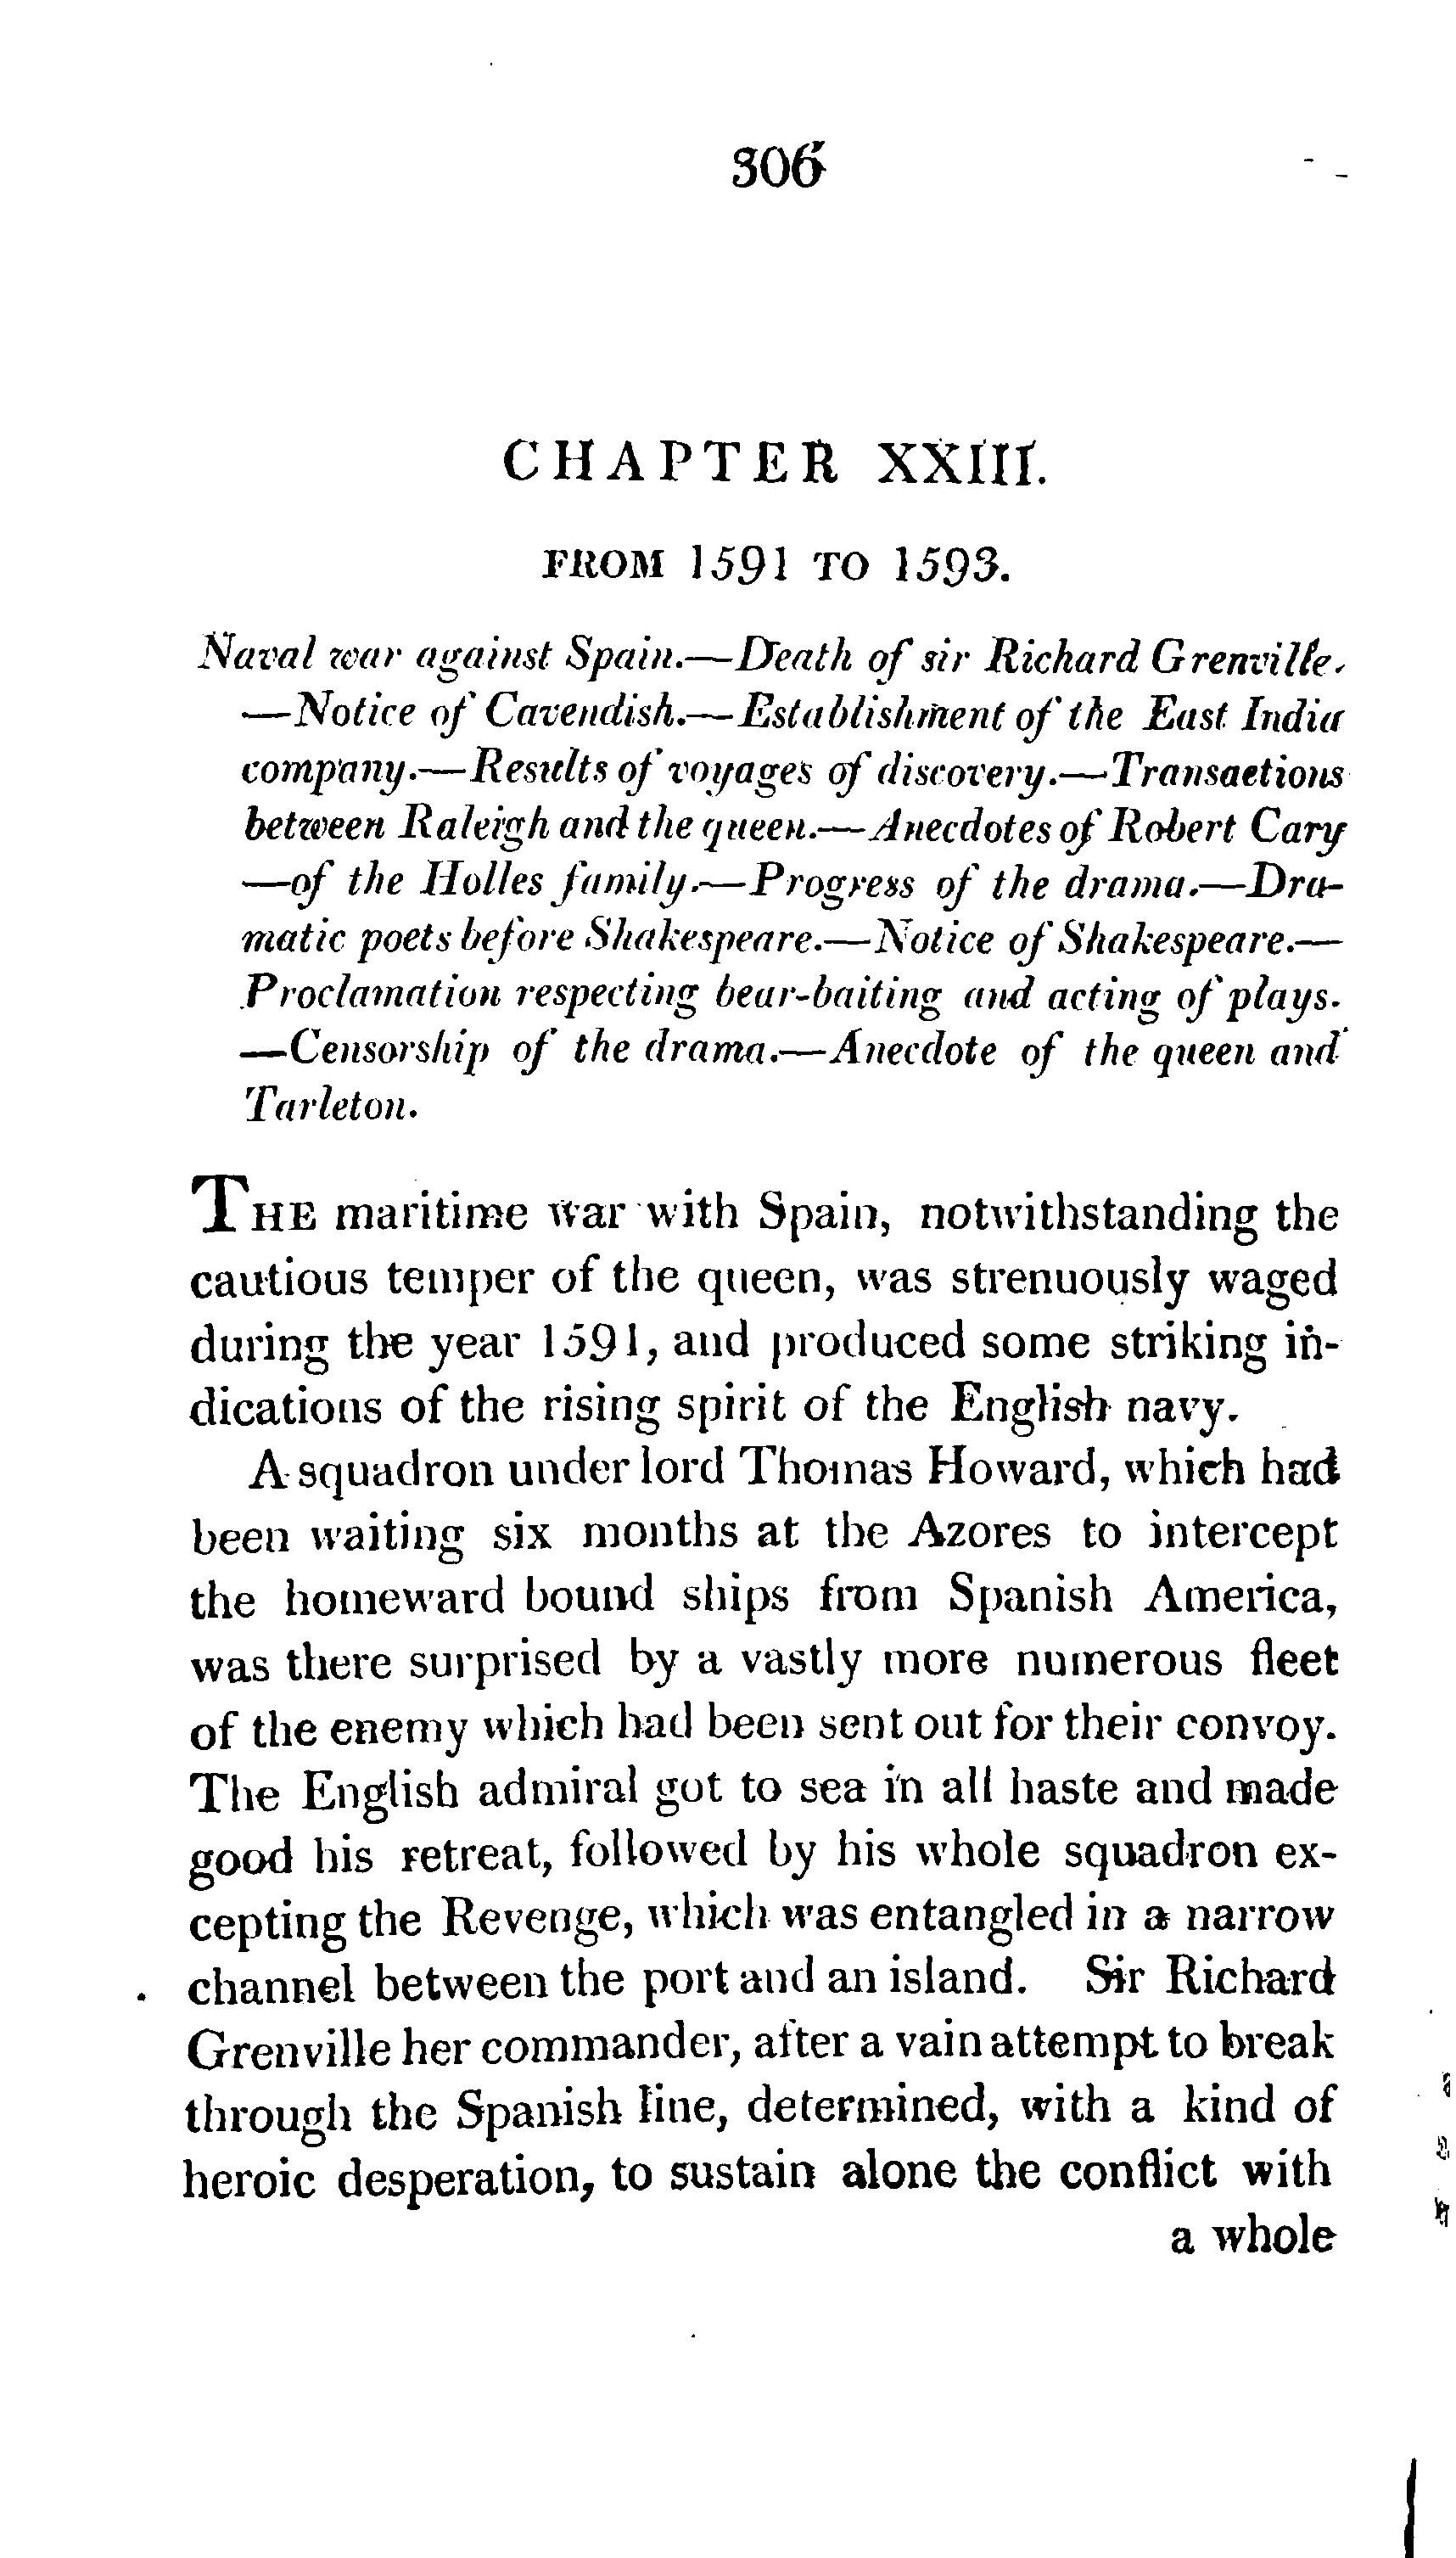 306
CHAPTER XXIII.
FROM 1591 TO 1593.
Naval war against Spain.—Death of sir Richard Grenville.
—Notice of Cavendish.—Establishment of the East India
company.—Results of voyages of discovery.—Transactions
between Raleigh and the queen.—Anecdotes of Robert Cary
—of the Holles family.—Progress of the drama.—Dra-
matic poets before Shakespeare.—Notice of Shakespeare.—
Proclamation respecting bear-baiting and acting of plays.
—Censorship of the drama.—Anecdote of the queen and
Tarleton.
THE maritime war with Spain, notwithstanding the
cautious temper of the queen, was strenuously waged
during the year 1591, and produced some striking in-
dications of the rising spirit of the English navy.
A squadron under lord Thomas Howard, which had
been waiting six months at the Azores to intercept
the homeward bound ships from Spanish America,
was there surprised by a vastly more numerous fleet
of the enemy which had been sent out for their convoy.
The English admiral got to sea in all haste and made
good his retreat, followed by his whole squadron ex-
cepting the Revenge, which was entangled in a narrow
channel between the port and an island. Sir Richard
Grenville her commander, after a vain attempt to break
through the Spanish line, determined, with a kind of
heroic desperation, to sustain alone the conflict with
a whole